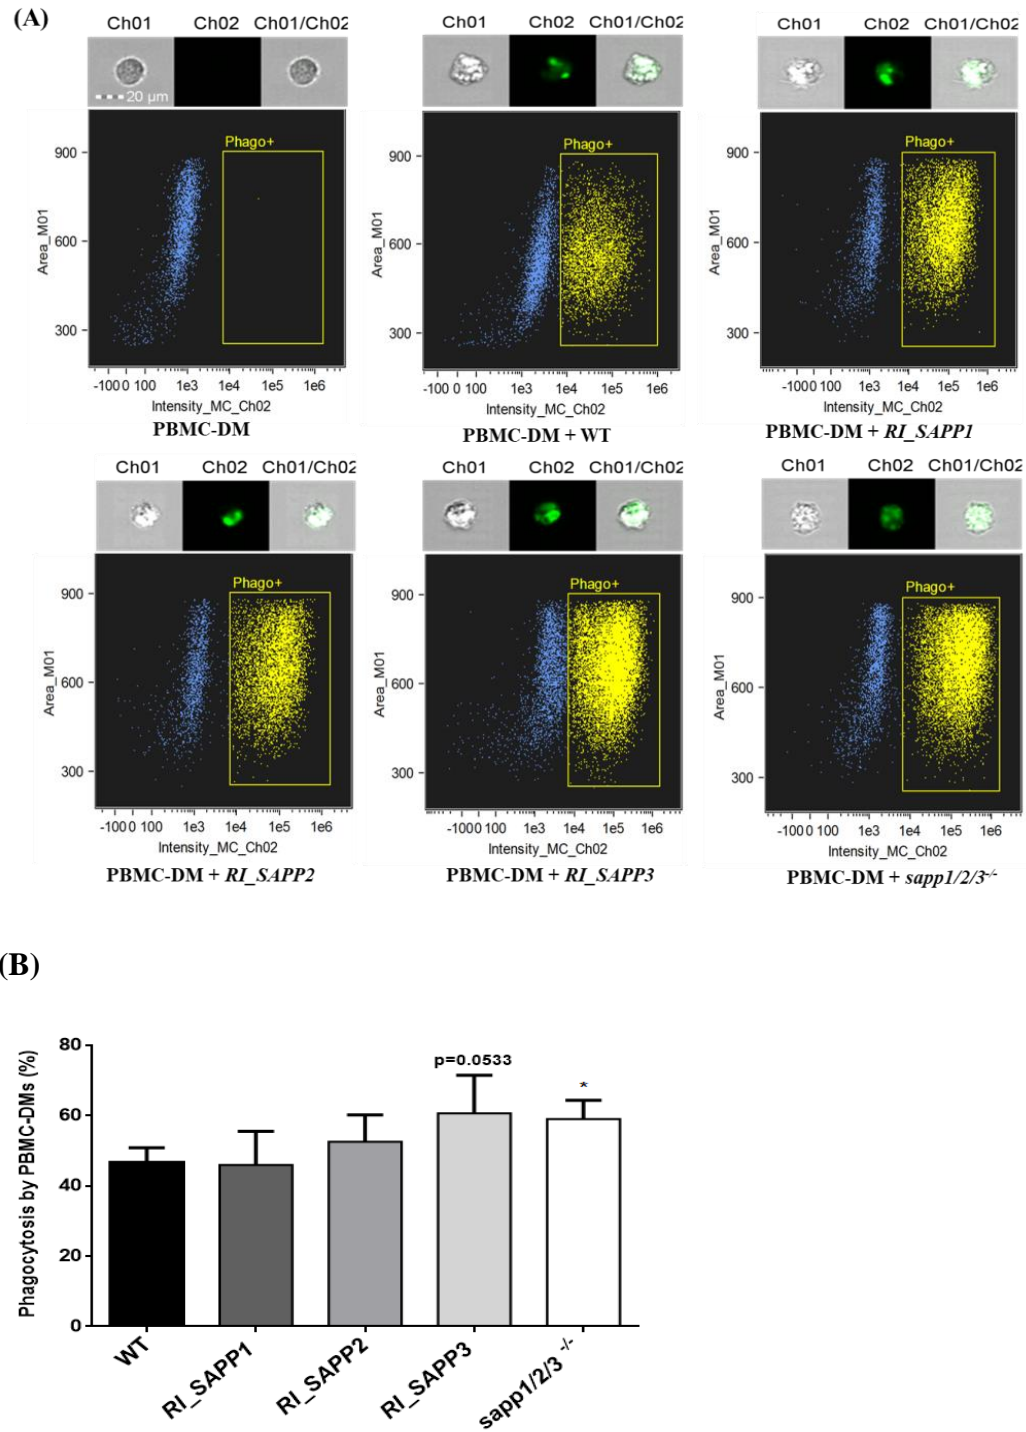 (A)
Ch01 Ch02 Ch01/Ch02
20 µm
Phago+
900
600
300
Area_M01
-1000 0 100 1e3 1e4 1e5 1e6
Intensity_MC_Ch02
PBMC-DM
Ch01 Ch02 Ch01/Ch02
Phago+
900
600
300
Area_M01
-100 0 100 1e3 1e4 1e5 1e6
Intensity_MC_Ch02
PBMC-DM + WT
Ch01 Ch02 Ch01/Ch02
Phago+
900
600
300
Area_M01
-1000 0 100 1e3 1e4 1e5 1e6
Intensity_MC_Ch02
PBMC-DM + RI_SAPP1
Ch01 Ch02 Ch01/Ch02
Phago+
900
600
300
Area_M01
-1000 0 100 1e3 1e4 1e5 1e6
Intensity_MC_Ch02
PBMC-DM + RI_SAPP2
Ch01 Ch02 Ch01/Ch02
Phago+
900
600
300
Area_M01
-1000 0 100 1e3 1e4 1e5 1e6
Intensity_MC_Ch02
PBMC-DM + RI_SAPP3
Ch01 Ch02 Ch01/Ch02
Phago+
900
600
300
Area_M01
-1000 0 100 1e3 1e4 1e5 1e6
Intensity_MC_Ch02
PBMC-DM + sapp1/2/3-/-
(B)
Phagocytosis by PBMC-DMs (%)
80
60
40
20
0
p=0.0533
*
WT
RI_SAPP1
RI_SAPP2
RI_SAPP3
sapp1/2/3 -/-